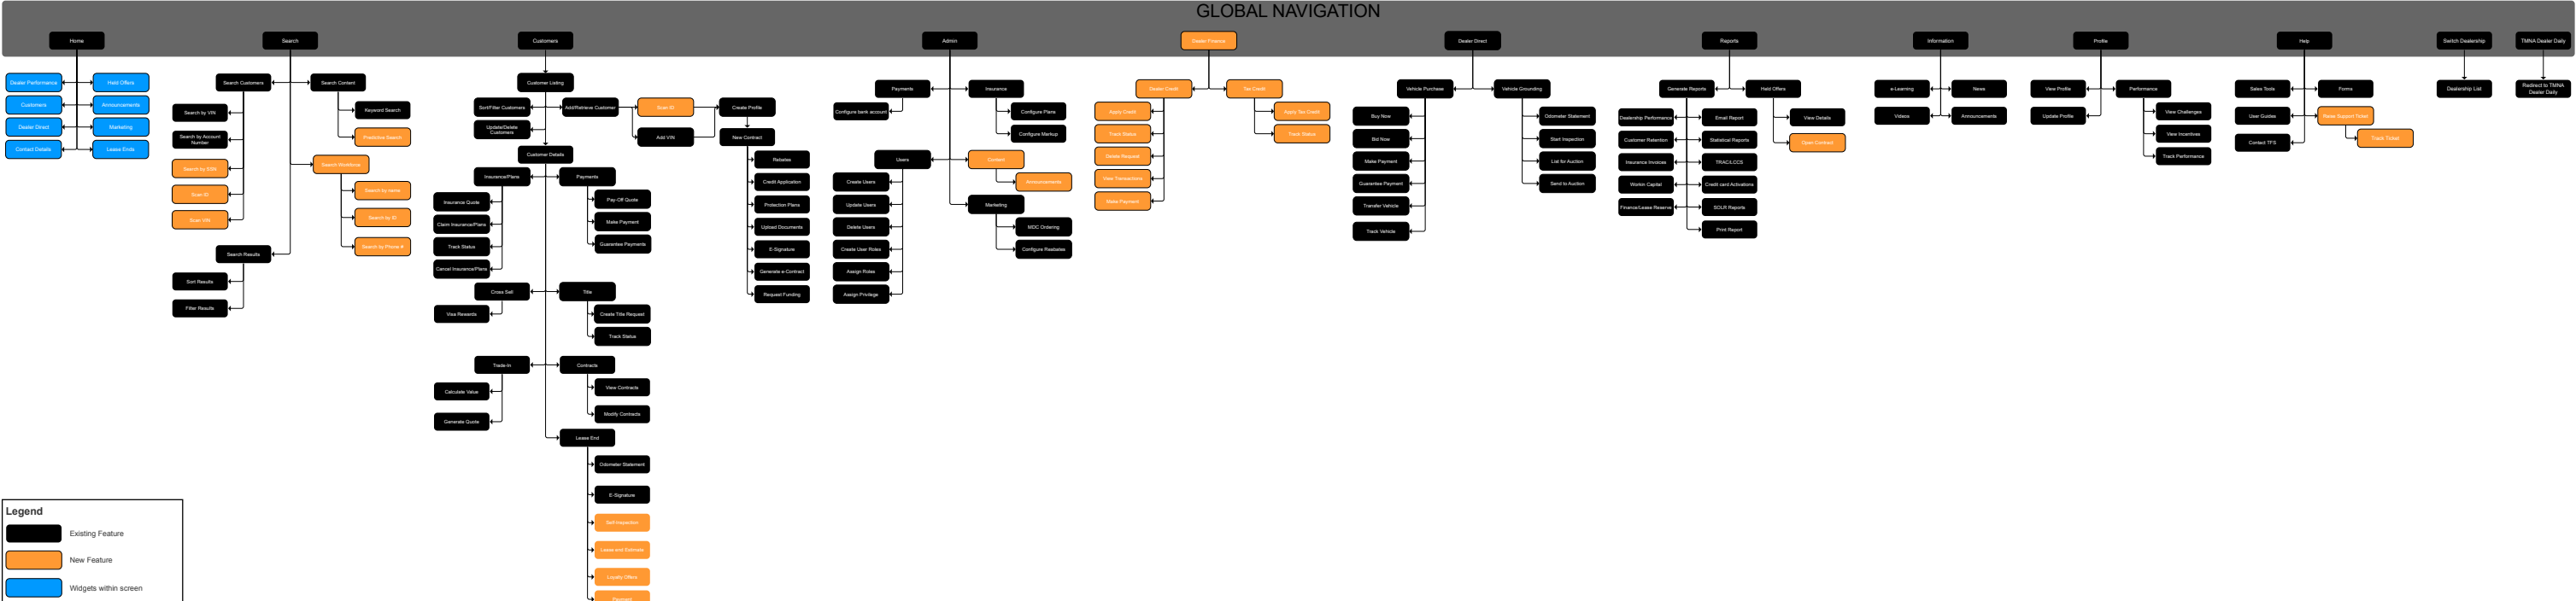 GLOBAL NAVIGATION
Home
Search
Customers
Admin
Dealer Finance
Dealer Direct
Reports
Information
Profile
Help
Switch Dealership
TMNA Dealer Daily
Dealer Performance
Held Offers
Customers
Announcements
Dealer Direct
Marketing
Contact Details
Lease Ends
Search Customers
Search Content
Search by VIN
Search by Account
Number
Search by SSN
Scan ID
Scan VIN
Keyword Search
Predictive Search
Search Workforce
Search by name
Search by ID
Search by Phone #
Search Results
Sort Results
Filter Results
Customer Listing
Sort/Filter Customers
Add/Retrieve Customer
Scan ID
Create Profile
Update/Delete
Customers
Add VIN
New Contract
Customer Details
Rebates
Credit Application
Protection Plans
Upload Documents
E-Signature
Generate e-Contract
Request Funding
Insurance/Plans
Payments
Insurance Quote
Claim Insurance/Plans
Track Status
Cancel Insurance/Plans
Pay-Off Quote
Make Payment
Guarantee Payments
Cross Sell
Title
Visa Rewards
Create Title Request
Track Status
Trade-In
Contracts
Calculate Value
Generate Quote
View Contracts
Modify Contracts
Lease End
Odometer Statement
E-Signature
Self-Inspection
Loyalty Offers
Payment
Payments
Insurance
Configure bank account
Configure Plans
Configure Markup
Users
Content
Create Users
Update Users
Delete Users
Create User Roles
Assign Roles
Assign Privilege
Announcements
Marketing
MDC Ordering
Configure Reabates
Dealer Credit
Tax Credit
Apply Credit
Track Status
Delete Request
View Transactions
Make Payment
Apply Tax Credit
Track Status
Vehicle Purchase
Vehicle Grounding
Buy Now
Bid Now
Make Payment
Guarantee Payment
Transfer Vehicle
Track Vehicle
Odometer Statement
Start Inspection
List for Auction
Send to Auction
Generate Reports
Held Offers
Dealership Performance
Email Report
Customer Retention
Statistical Reports
Insurance Invoices
TRAC/LCCS
Workin Capital
Credit card Activations
Finance/Lease Reserve
SOLR Reports
Print Report
View Details
Open Contract
e-Learning
News
Videos
Announcements
View Profile
Performance
Update Profile
View Challenges
View Incentives
Track Performance
Sales Tools
Forms
User Guides
Raise Support Ticket
Contact TFS
Track Ticket
Dealership List
Redirect to TMNA
Dealer Daily
Legend
Existing Feature
New Feature
Widgets within screen